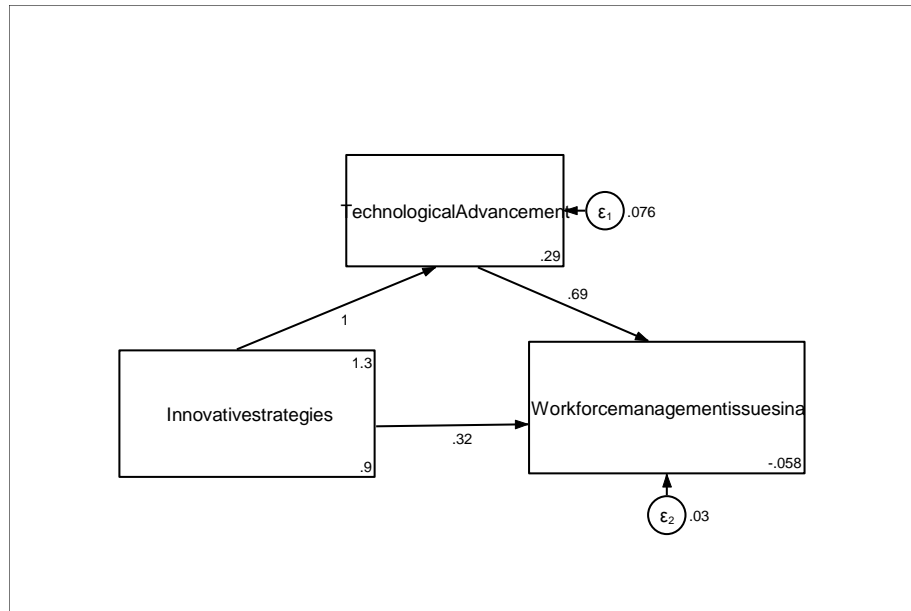 TechnologicalAdvancement
.29
ε₁
.076
1
.69
1.3
Innovativestrategies
.9
.32
Workforcemanagementissuesina
-.058
ε₂
.03